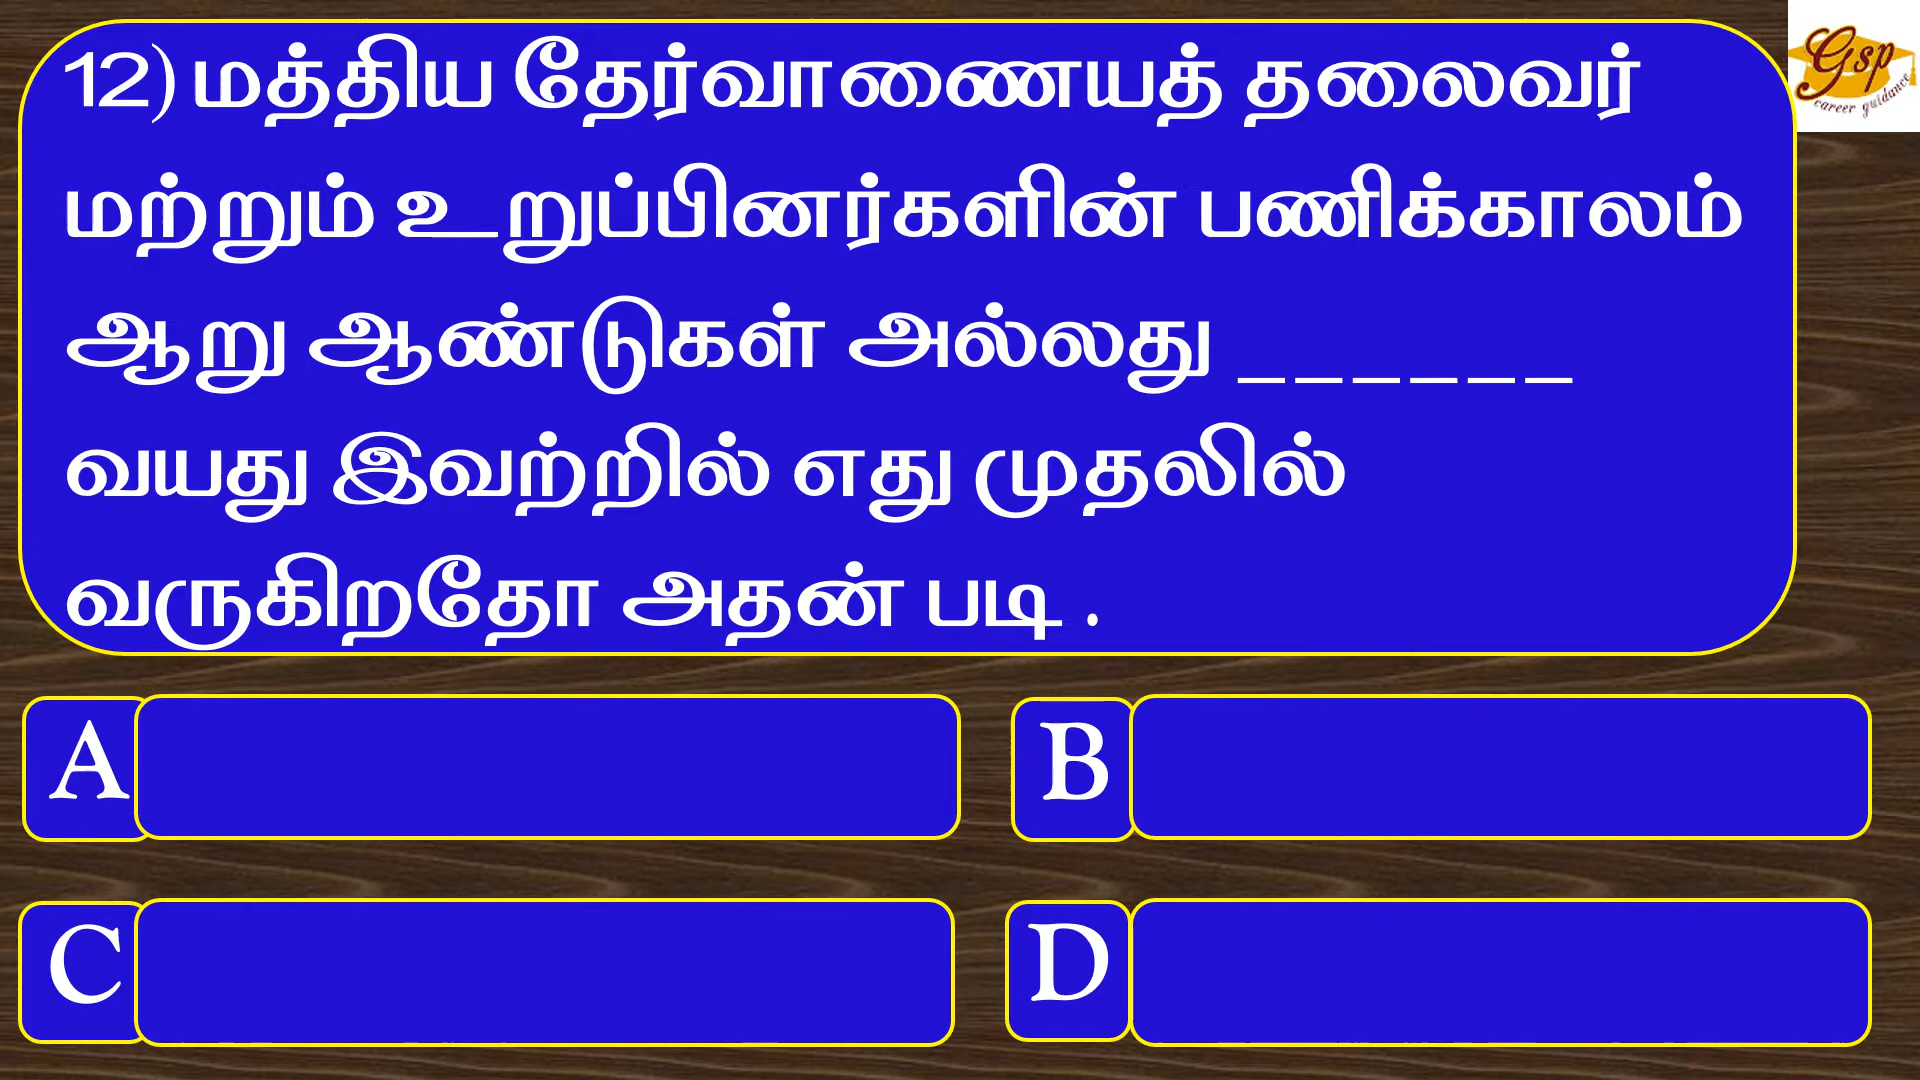 12) மத்திய தேர்வாணையத் தலைவர்
மற்றும் உறுப்பினர்களின் பணிக்காலம்
ஆறு ஆண்டுகள் அல்லது ______
வயது இவற்றில் எது முதலில்
வருகிறதோ அதன் படி .
A
B
C
D
Gsp
career guidance